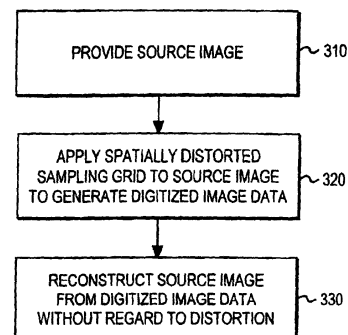 PROVIDE SOURCE IMAGE
310
APPLY SPATIALLY DISTORTED
SAMPLING GRID TO SOURCE IMAGE
TO GENERATE DIGITIZED IMAGE DATA
320
RECONSTRUCT SOURCE IMAGE
FROM DIGITIZED IMAGE DATA
WITHOUT REGARD TO DISTORTION
330